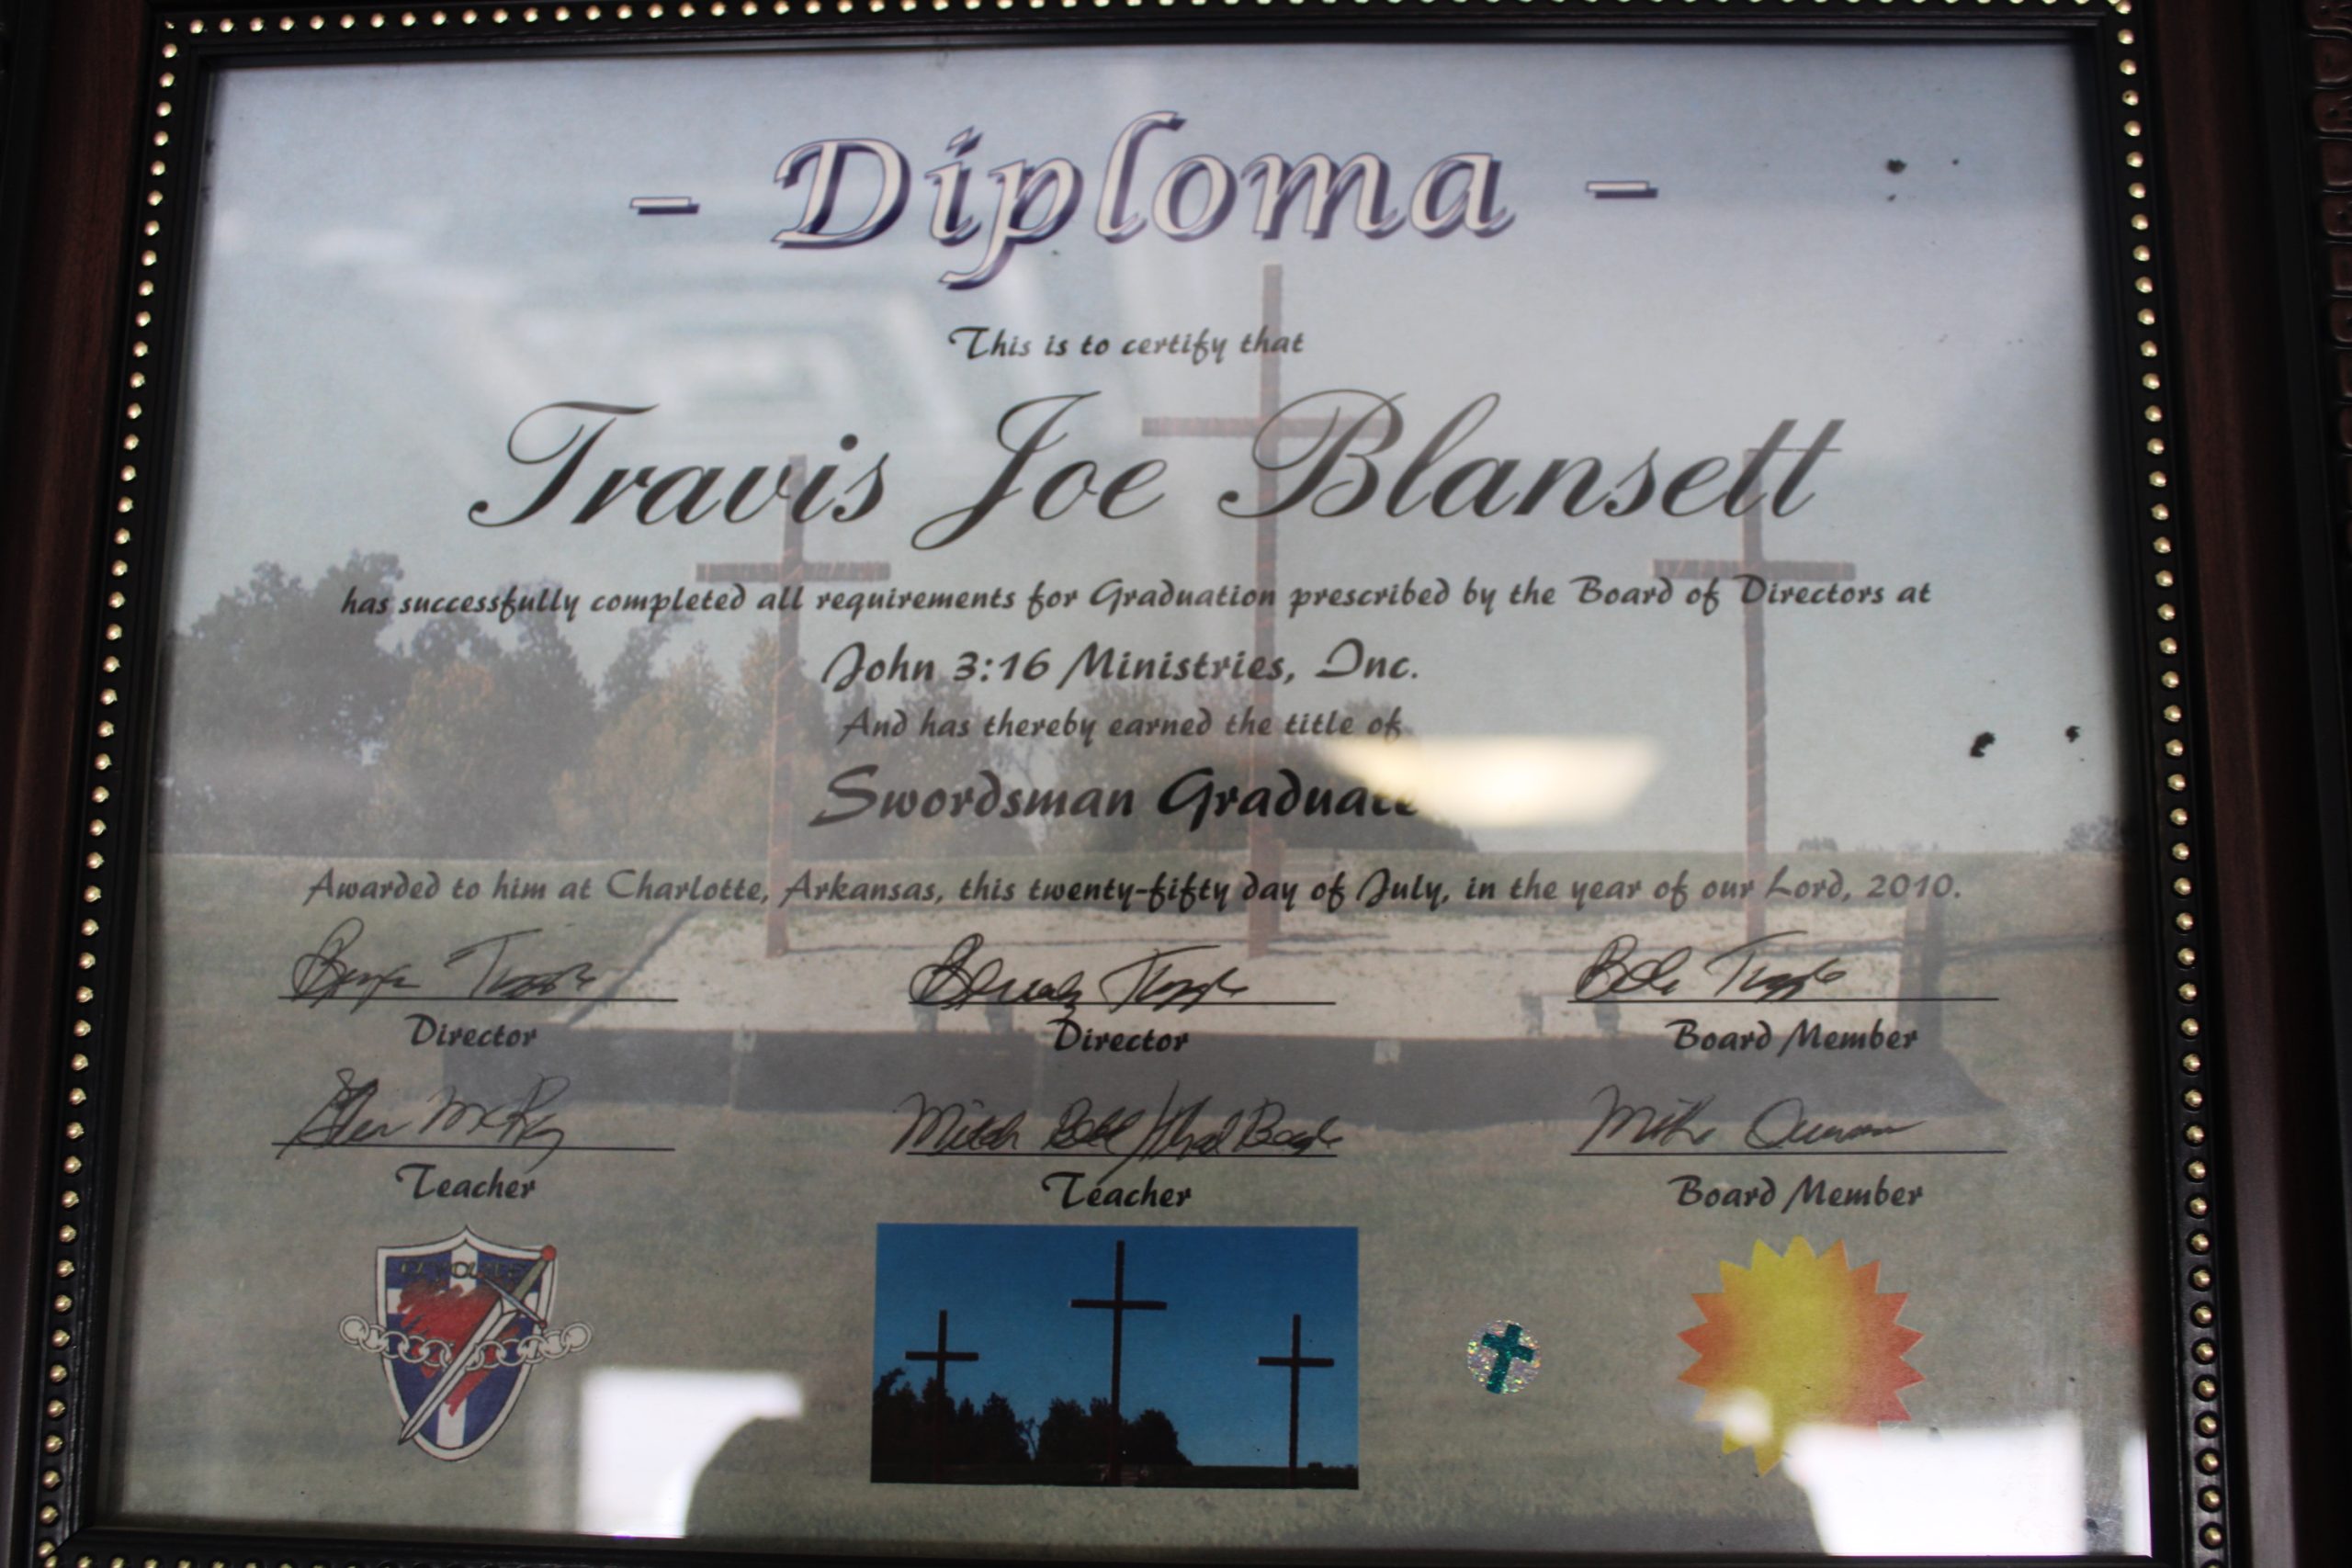 - Diploma -
This is to certify that
Travis Joe Blansett
has successfully completed all requirements for Graduation prescribed by the Board of Directors at
John 3:16 Ministries, Inc.
And has thereby earned the title of
Swordsman Graduate
Awarded to him at Charlotte, Arkansas, this twenty-fifty day of July, in the year of our Lord, 2010.
Director Director Board Member
Mitch Bell
Mike
Teacher Teacher Board Member